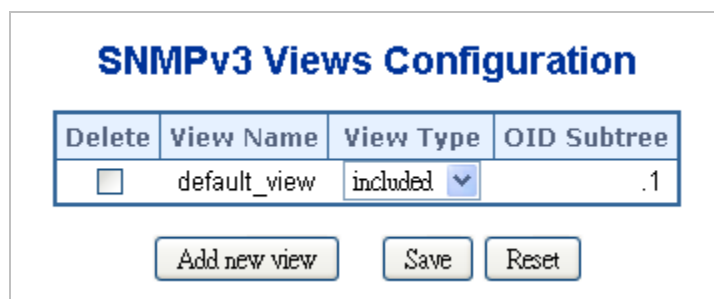 SNMPv3 Views Configuration
Delete View Name View Type OID Subtree
default_view included .1
Add new view Save Reset